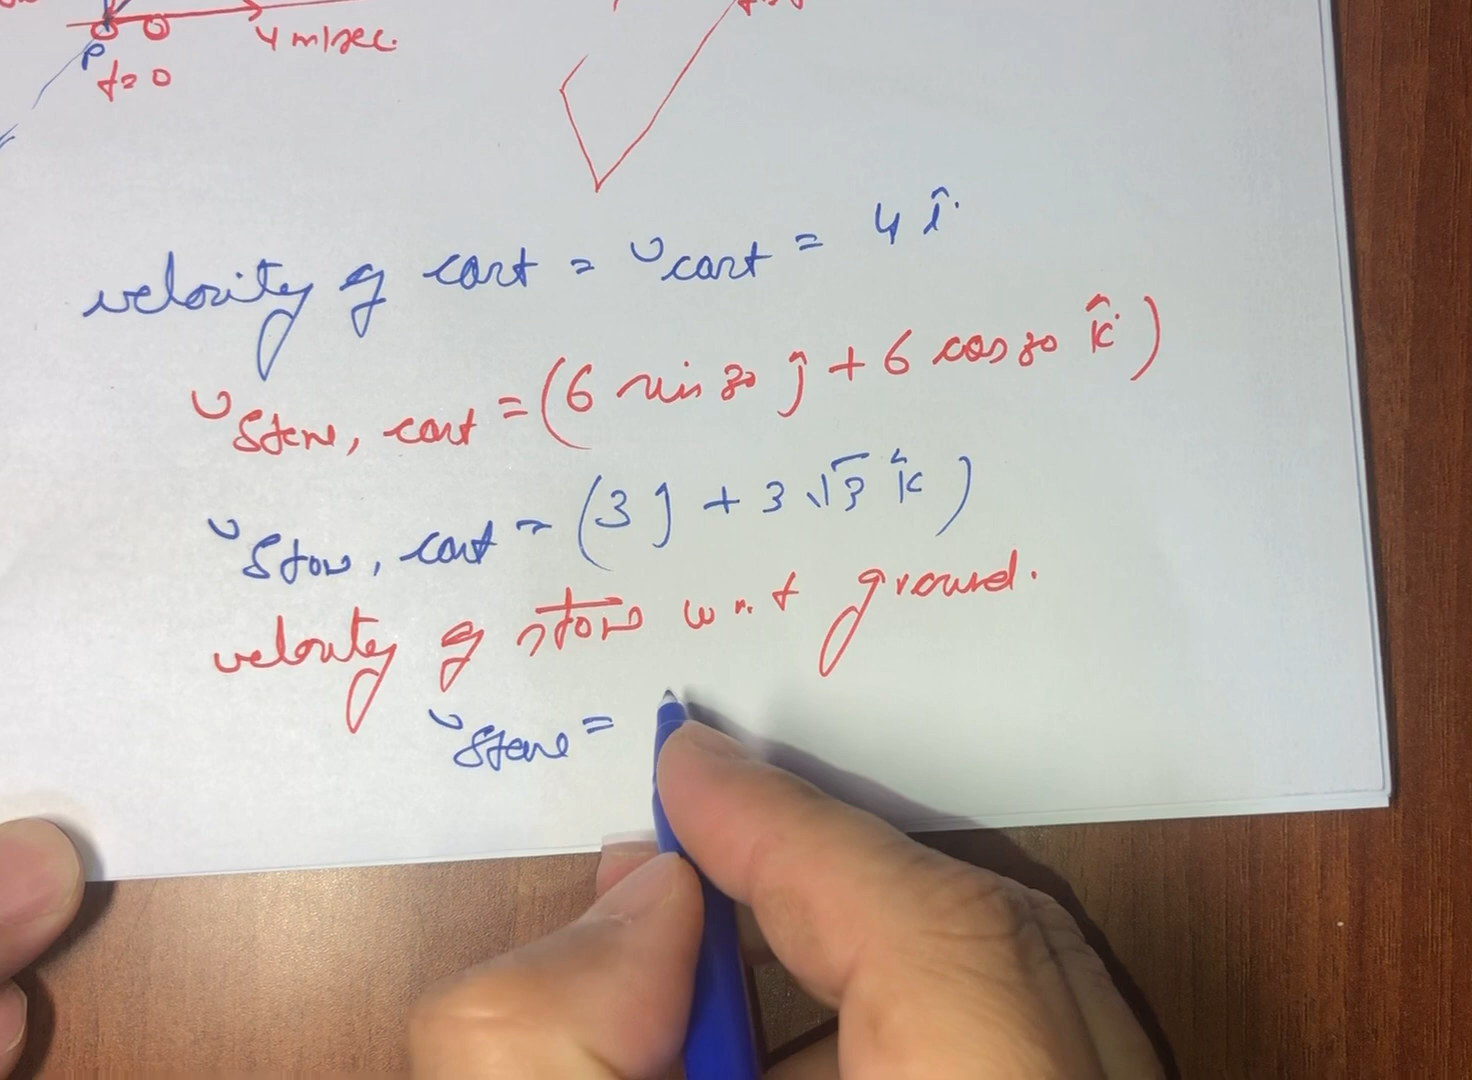 4 m/sec.
P
t=0
velocity of cart = v cart = 4 î
v stone, cart = (6 sin 30 ĵ + 6 cos 30 k̂)
v stone, cart = (3 ĵ + 3 √3 k̂)
velocity of stone w.r.t ground.
v stone =